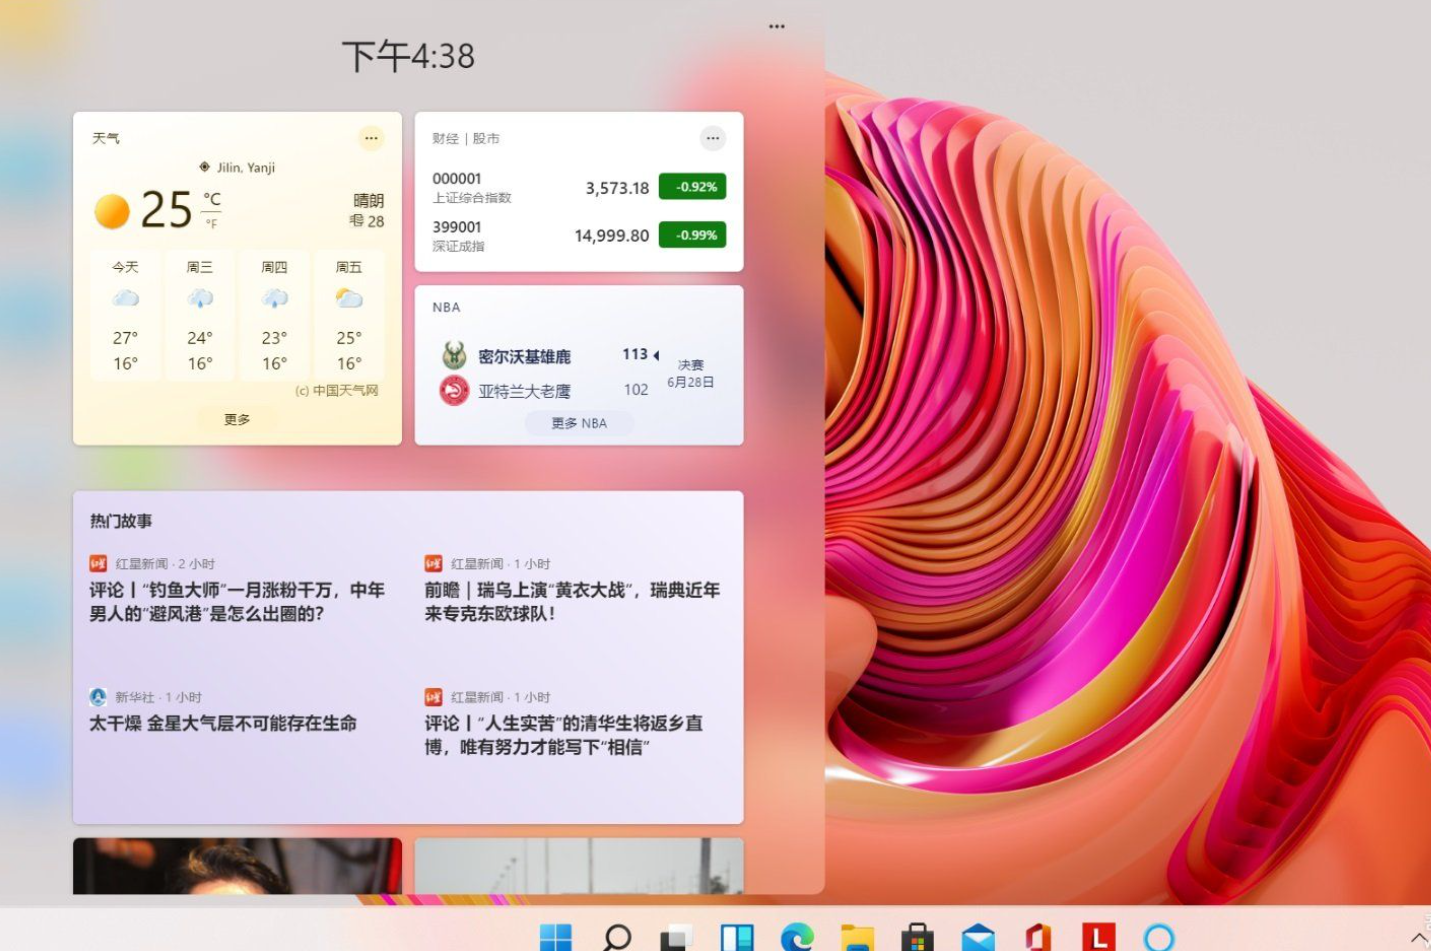 下午4:38
天气
Jilin, Yanji
25 °C
°F
晴朗
28
今天 周三 周四 周五
27° 24° 23° 25°
16° 16° 16° 16°
(c) 中国天气网
更多
财经 | 股市
000001
上证综合指数
3,573.18 -0.92%
399001
深证成指
14,999.80 -0.99%
NBA
密尔沃基雄鹿 113
亚特兰大老鹰 102
决赛
6月28日
更多 NBA
热门故事
红星新闻 · 2 小时
评论丨“钓鱼大师”一月涨粉千万，中年
男人的“避风港”是怎么出圈的？
红星新闻 · 1 小时
前瞻｜瑞乌上演“黄衣大战”，瑞典近年
来专克东欧球队！
新华社 · 1 小时
太干燥 金星大气层不可能存在生命
红星新闻 · 1 小时
评论丨“人生实苦”的清华生将返乡直
博，唯有努力才能写下“相信”
L